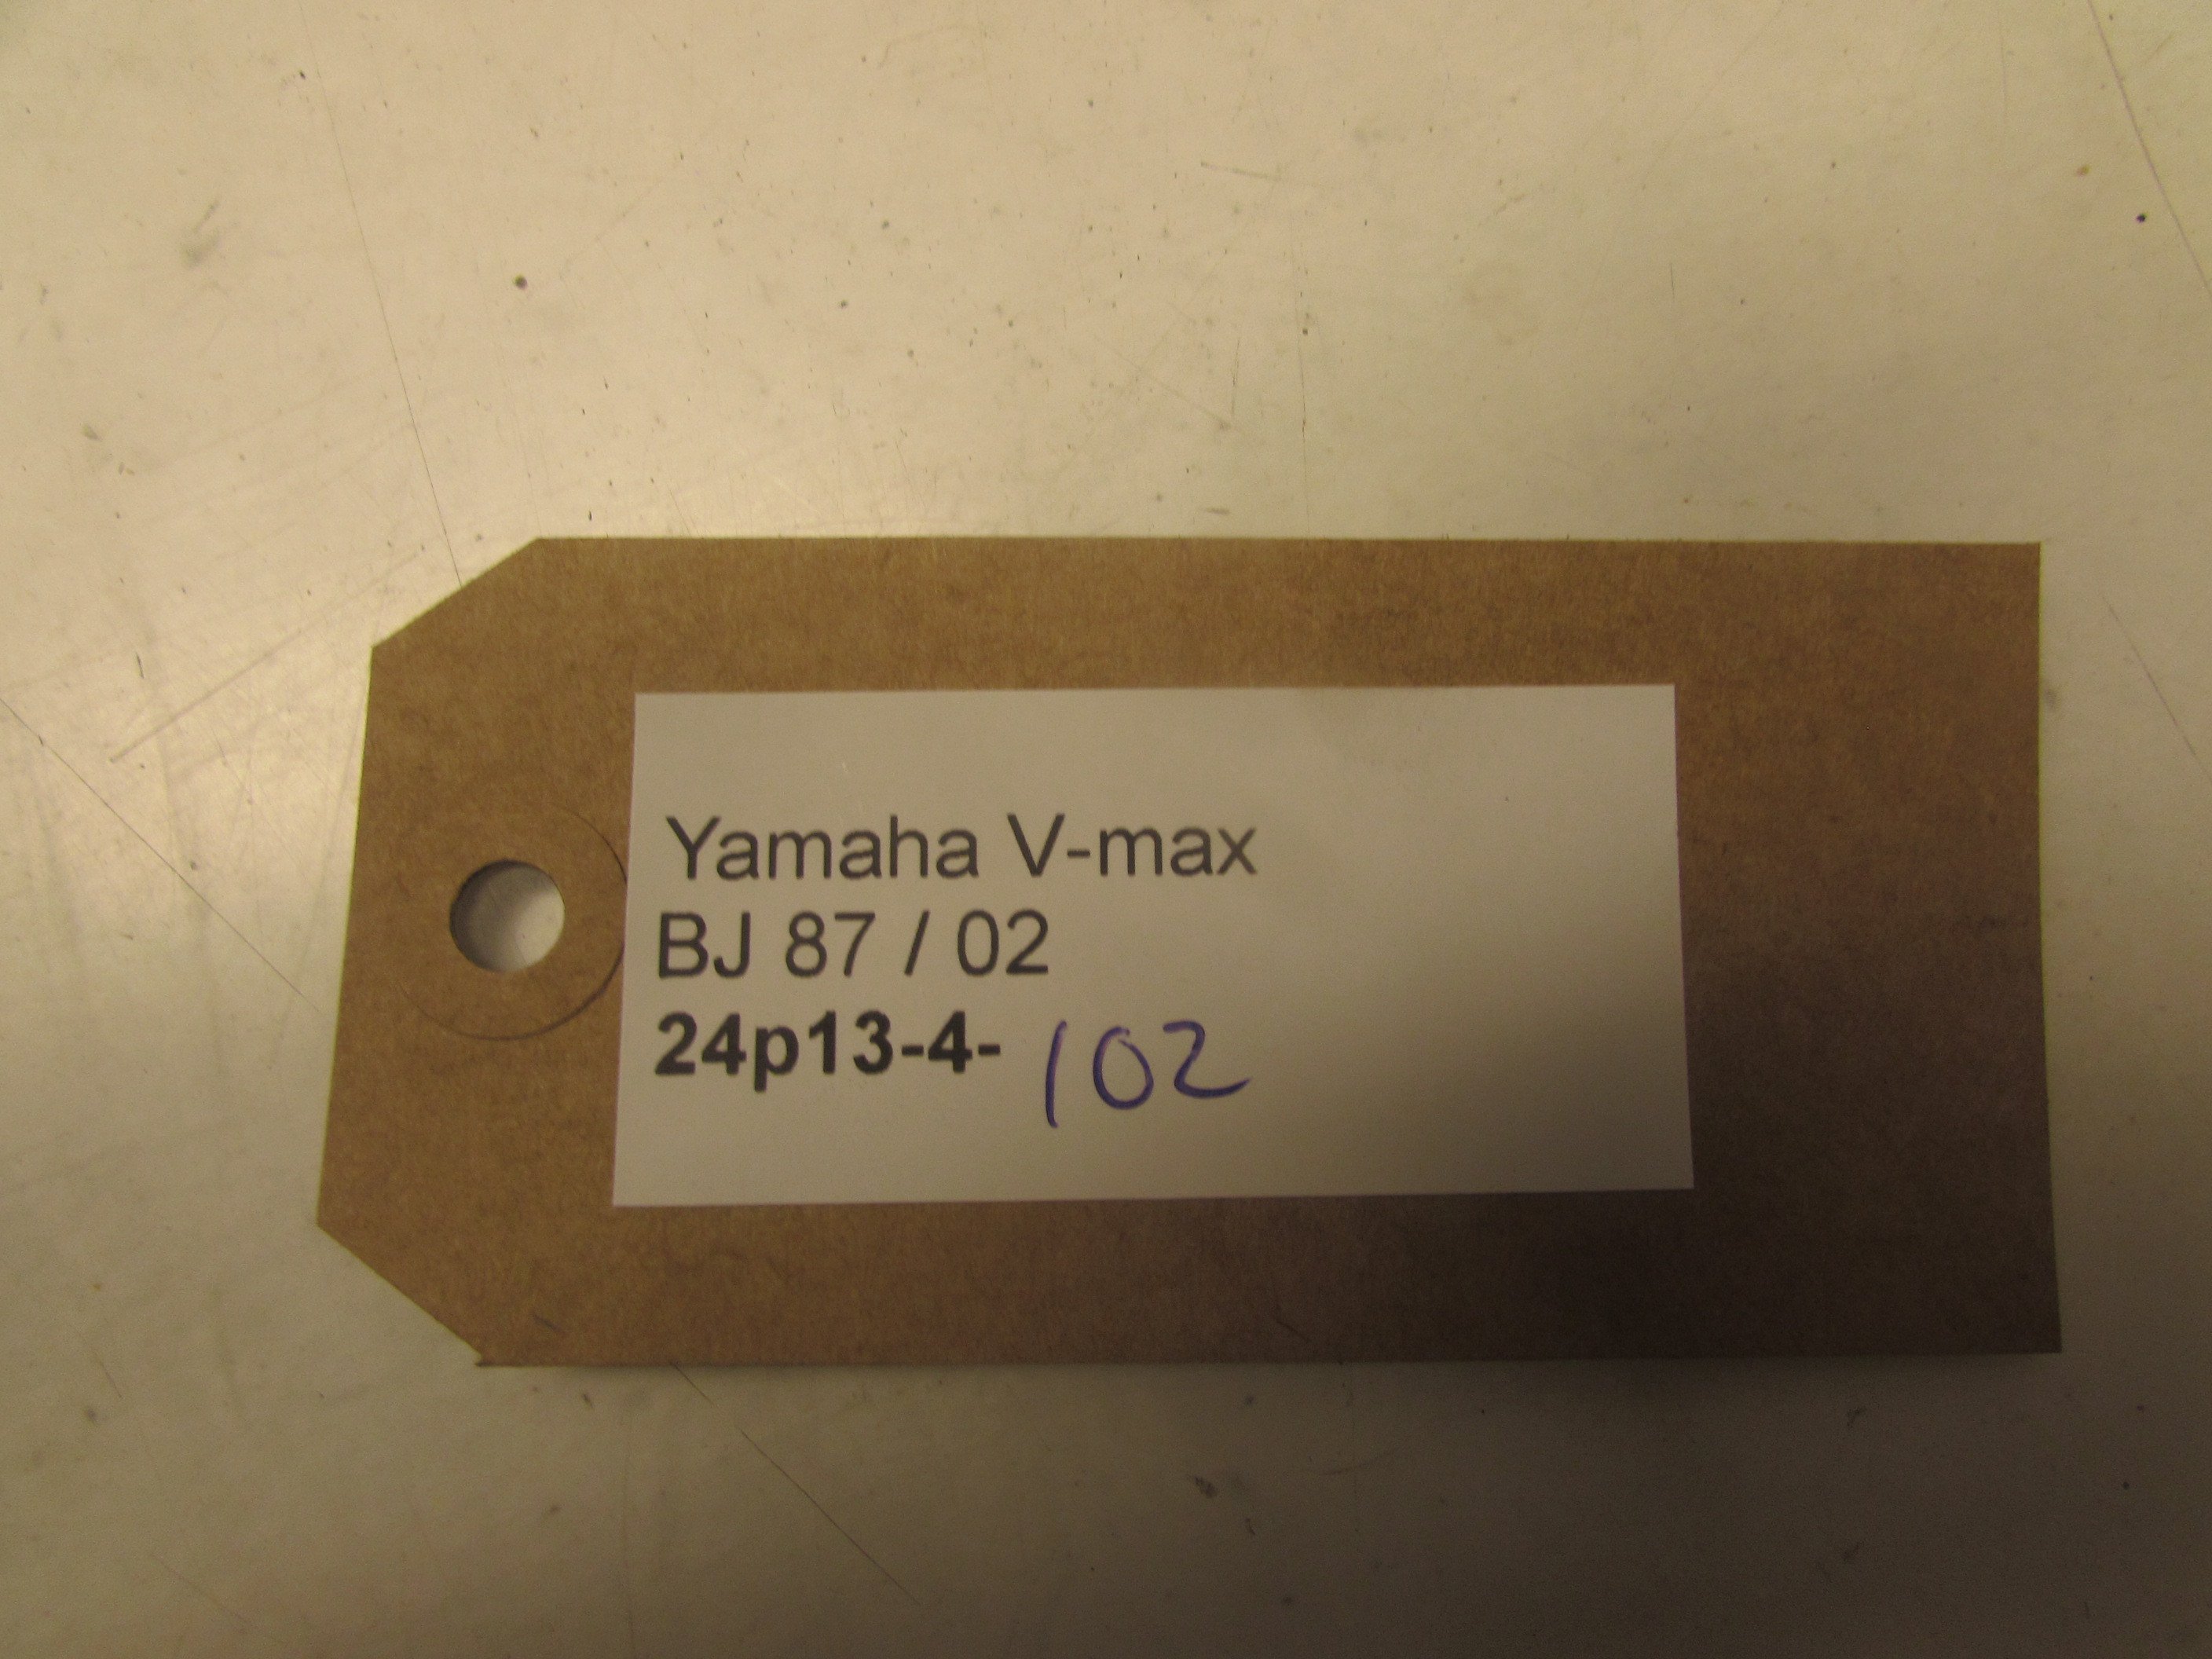 Yamaha V-max
BJ 87 / 02
24p13-4- 102